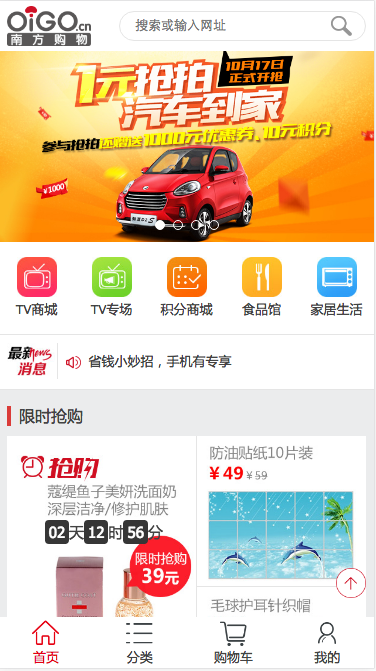 OiGO.cn
南方购物
搜索或输入网址
10月17日
正式开抢
1元抢拍
汽车到家
参与抢拍还赠送1000元优惠券、10元积分
¥1000
TV商城
TV专场
积分商城
食品馆
家居生活
最新news
消息
省钱小妙招，手机有专享
限时抢购
抢购
蔻缇鱼子美妍洗面奶
深层洁净/修护肌肤
02天12时56分
限时抢购
39元
防油贴纸10片装
¥ 49 ¥ 59
毛球护耳针织帽
首页
分类
购物车
我的